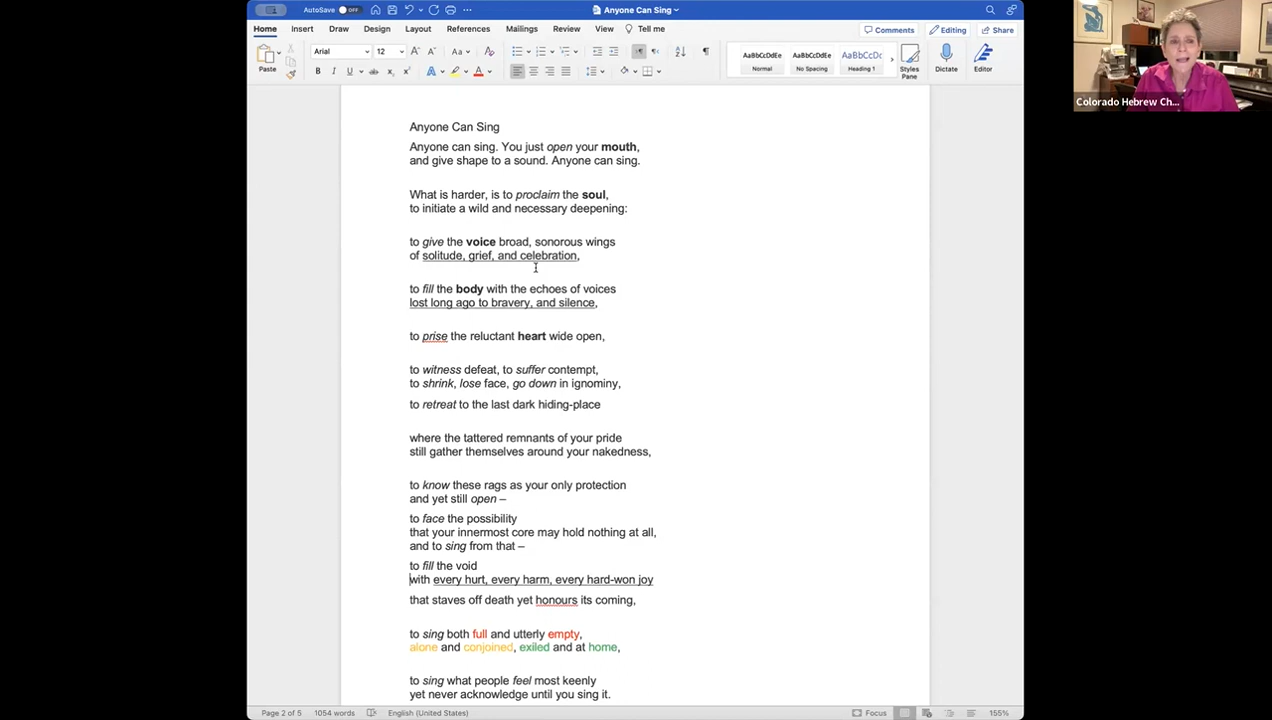 AutoSave OFF
Anyone Can Sing
Home Insert Draw Design Layout References Mailings Review View Tell me
Comments Editing Share
Paste
Arial 12
AaBbCcDdEe AaBbCcDdEe AaBbCcDc
Normal No Spacing Heading 1
Styles Pane
Dictate
Editor
Colorado Hebrew Ch...
Anyone Can Sing
Anyone can sing. You just open your mouth,
and give shape to a sound. Anyone can sing.
What is harder, is to proclaim the soul,
to initiate a wild and necessary deepening:
to give the voice broad, sonorous wings
of solitude, grief, and celebration,
to fill the body with the echoes of voices
lost long ago to bravery, and silence,
to prise the reluctant heart wide open,
to witness defeat, to suffer contempt,
to shrink, lose face, go down in ignominy,
to retreat to the last dark hiding-place
where the tattered remnants of your pride
still gather themselves around your nakedness,
to know these rags as your only protection
and yet still open –
to face the possibility
that your innermost core may hold nothing at all,
and to sing from that –
to fill the void
with every hurt, every harm, every hard-won joy
that staves off death yet honours its coming,
to sing both full and utterly empty,
alone and conjoined, exiled and at home,
to sing what people feel most keenly
yet never acknowledge until you sing it.
Page 2 of 5 1054 words English (United States) Focus 155%